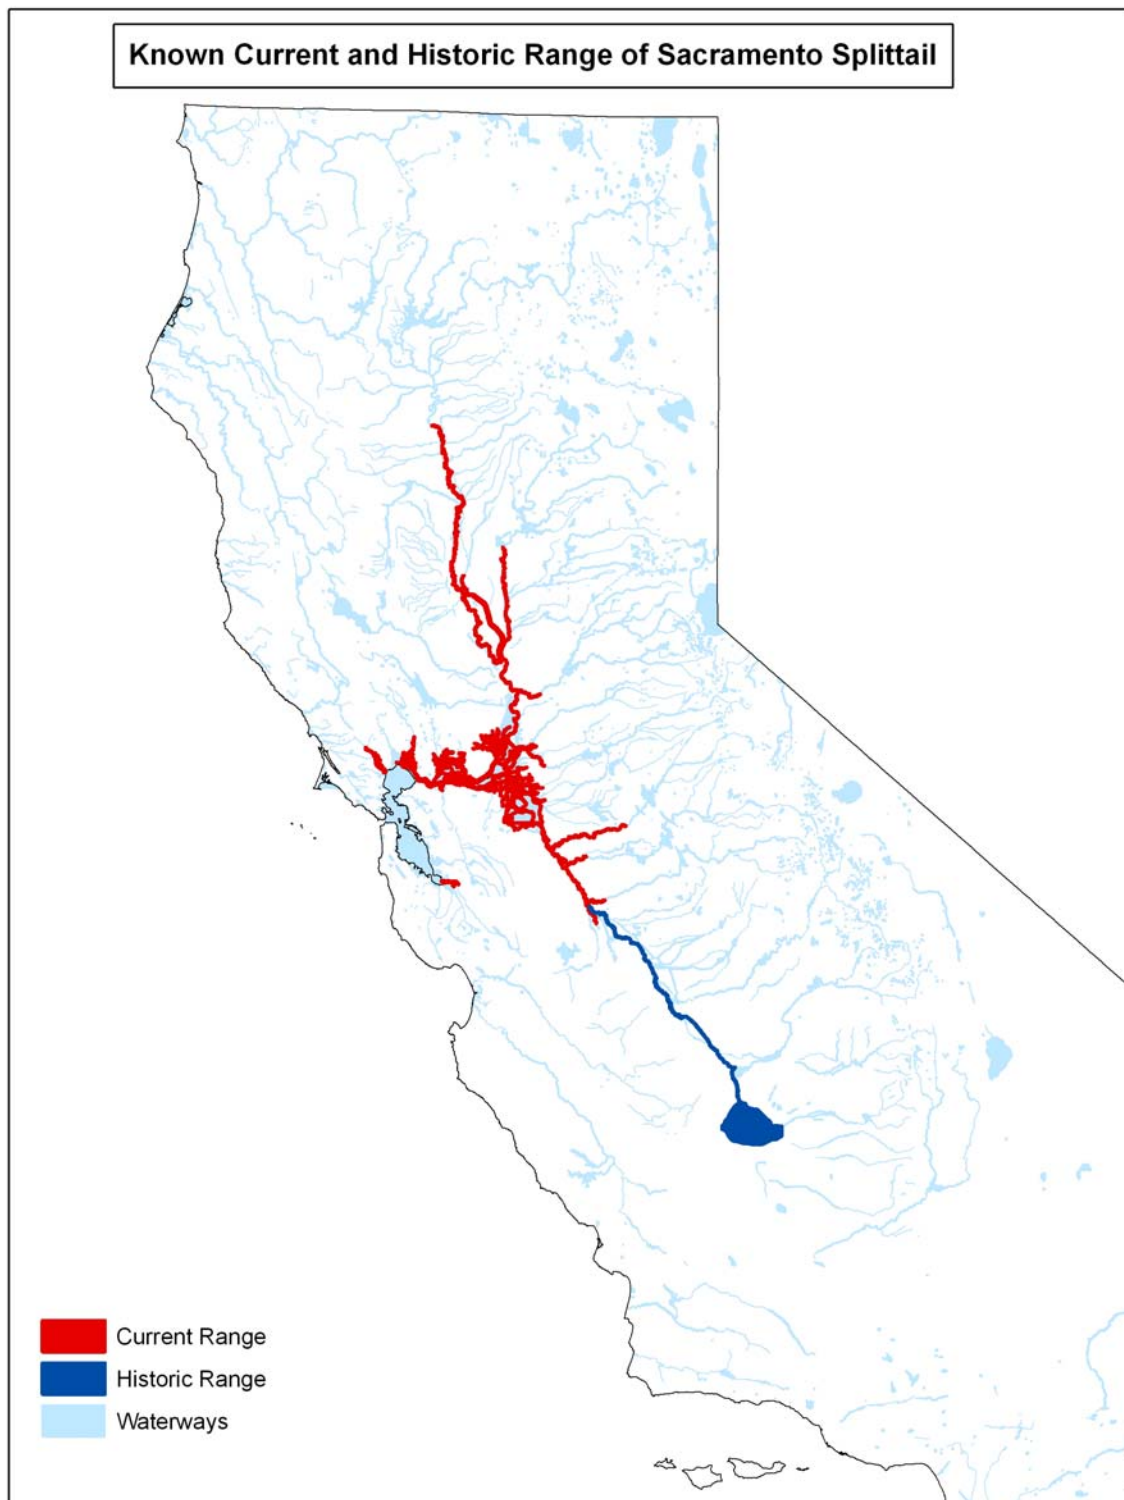 Known Current and Historic Range of Sacramento Splittail
Current Range
Historic Range
Waterways